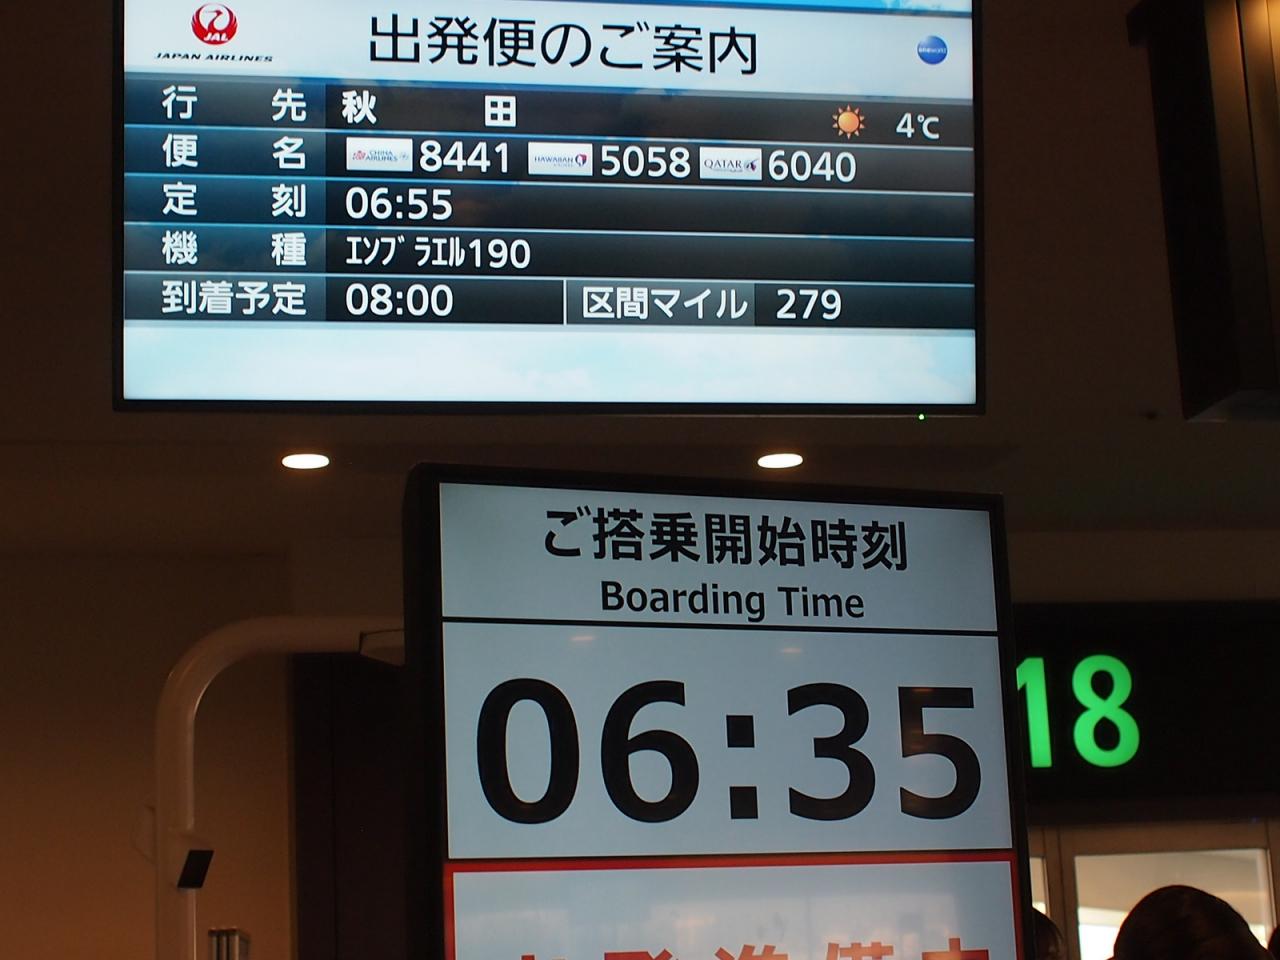 JAL
JAPAN AIRLINES
出発便のご案内
oneworld
行先 秋田 4℃
便名 CHINA AIRLINES 8441 HAWAIIAN 5058 QATAR 6040
定刻 06:55
機種 ｴﾝﾌﾞﾗｴﾙ190
到着予定 08:00 区間マイル 279
ご搭乗開始時刻
Boarding Time
06:35
18